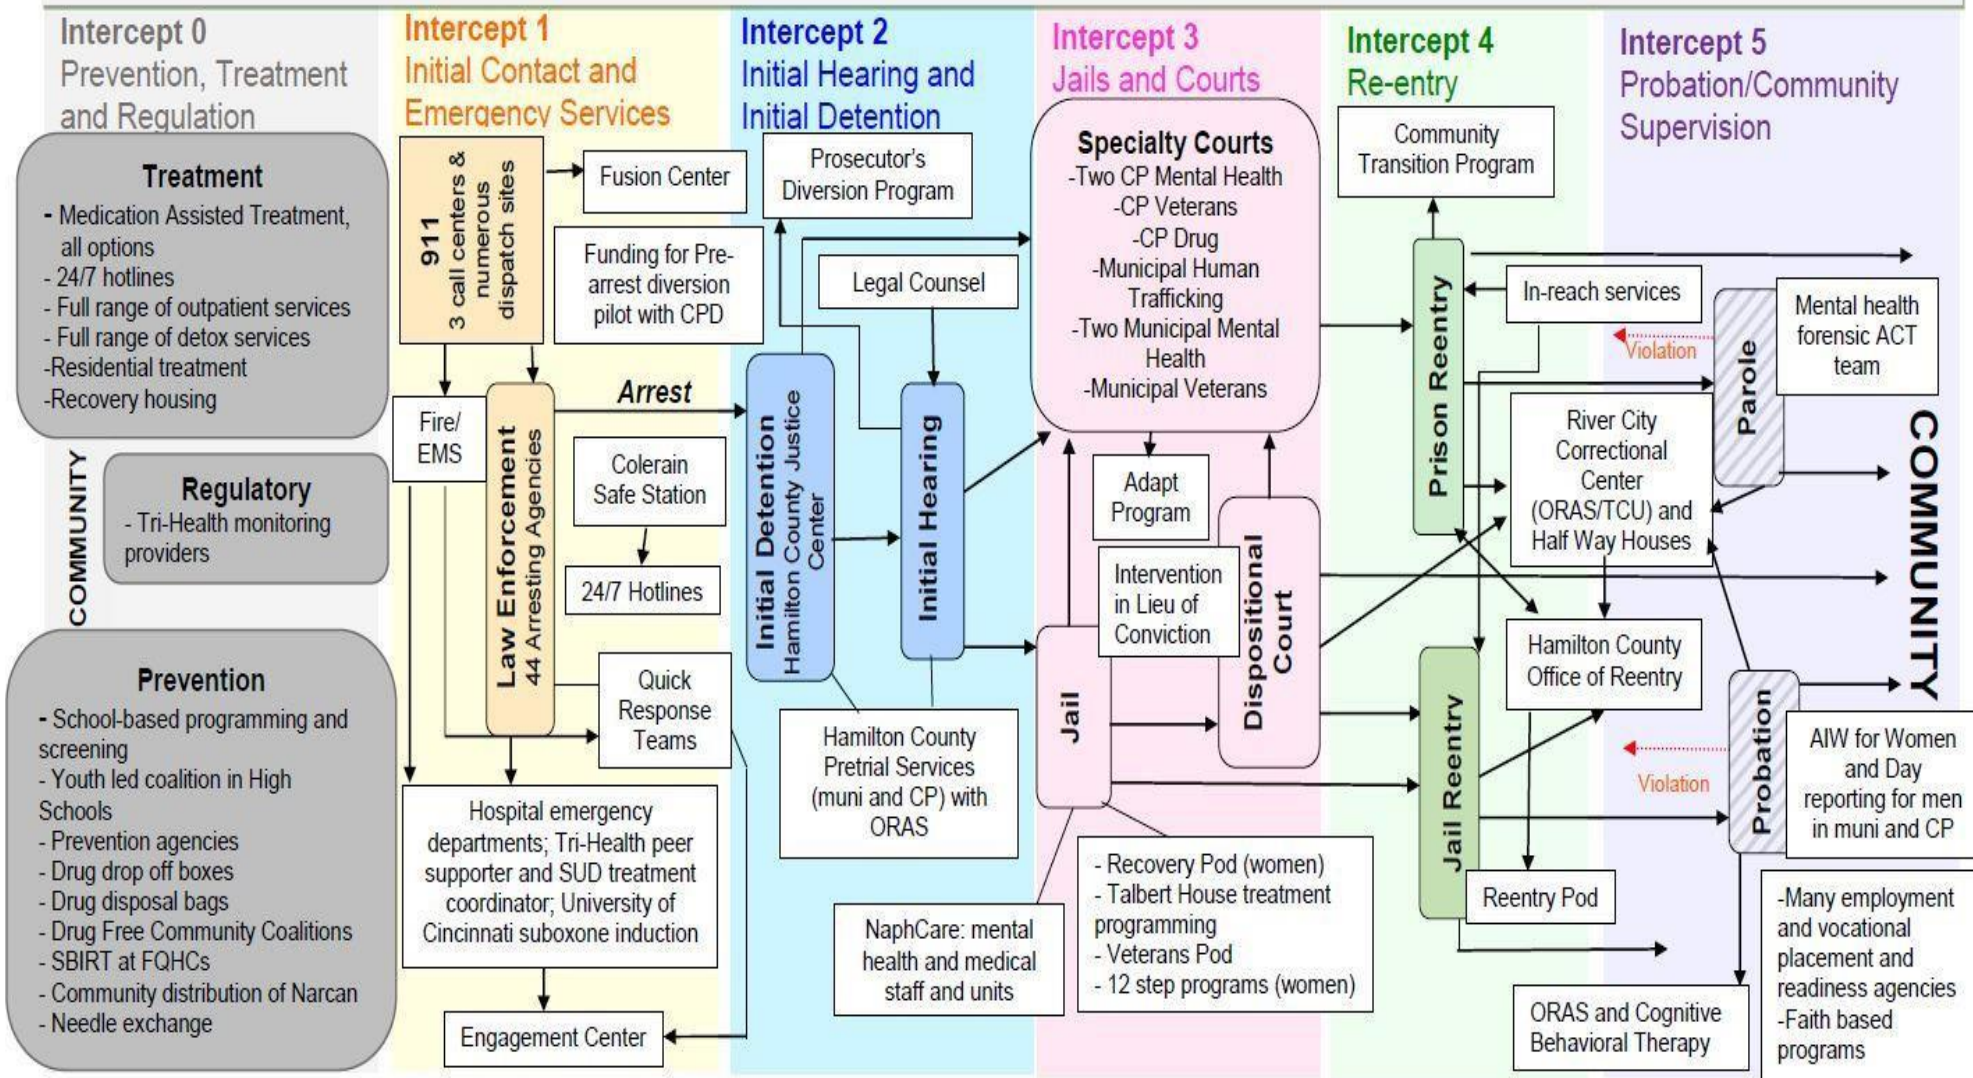 Intercept 0
Prevention, Treatment
and Regulation
Treatment
- Medication Assisted Treatment,
all options
- 24/7 hotlines
- Full range of outpatient services
- Full range of detox services
-Residential treatment
-Recovery housing
COMMUNITY
Regulatory
- Tri-Health monitoring
providers
Prevention
- School-based programming and
screening
- Youth led coalition in High
Schools
- Prevention agencies
- Drug drop off boxes
- Drug disposal bags
- Drug Free Community Coalitions
- SBIRT at FQHCs
- Community distribution of Narcan
- Needle exchange
Intercept 1
Initial Contact and
Emergency Services
911
3 call centers &
numerous
dispatch sites
Fusion Center
Funding for Pre-
arrest diversion
pilot with CPD
Fire/
EMS
Law Enforcement
44 Arresting Agencies
Arrest
Colerain
Safe Station
24/7 Hotlines
Quick
Response
Teams
Hospital emergency
departments; Tri-Health peer
supporter and SUD treatment
coordinator; University of
Cincinnati suboxone induction
Engagement Center
Intercept 2
Initial Hearing and
Initial Detention
Prosecutor's
Diversion Program
Legal Counsel
Initial Detention
Hamilton County Justice
Center
Initial Hearing
Hamilton County
Pretrial Services
(muni and CP) with
ORAS
Intercept 3
Jails and Courts
Specialty Courts
-Two CP Mental Health
-CP Veterans
-CP Drug
-Municipal Human
Trafficking
-Two Municipal Mental
Health
-Municipal Veterans
Adapt
Program
Intervention
in Lieu of
Conviction
Dispositional
Court
Jail
NaphCare: mental
health and medical
staff and units
- Recovery Pod (women)
- Talbert House treatment
programming
- Veterans Pod
- 12 step programs (women)
Intercept 4
Re-entry
Community
Transition Program
Prison Reentry
In-reach services
River City
Correctional
Center
(ORAS/TCU) and
Half Way Houses
Hamilton County
Office of Reentry
Jail Reentry
Reentry Pod
Intercept 5
Probation/Community
Supervision
Violation
Parole
Mental health
forensic ACT
team
COMMUNITY
Violation
Probation
AIW for Women
and Day
reporting for men
in muni and CP
ORAS and Cognitive
Behavioral Therapy
-Many employment
and vocational
placement and
readiness agencies
-Faith based
programs